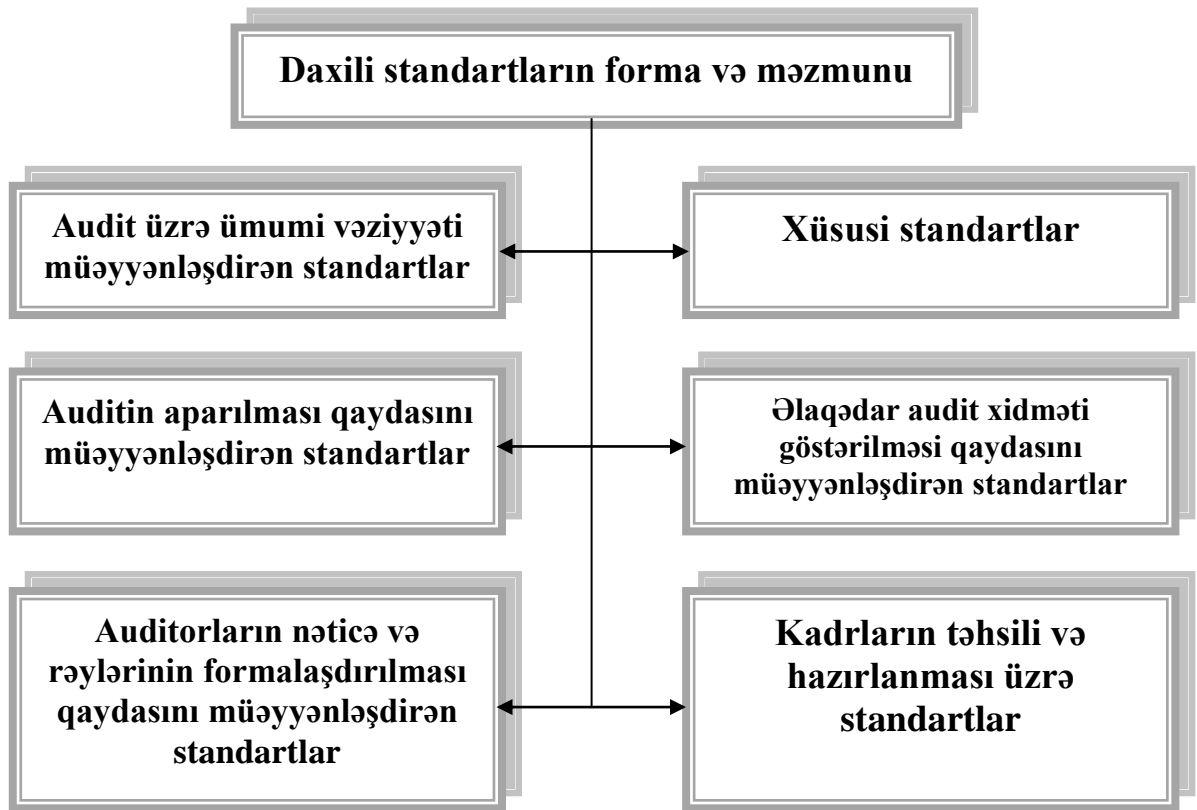 Daxili standartların forma və məzmunu
Audit üzrə ümumi vəziyyəti
müəyyənləşdirən standartlar
Xüsusi standartlar
Auditin aparılması qaydasını
müəyyənləşdirən standartlar
Əlaqədar audit xidməti
göstərilməsi qaydasını
müəyyənləşdirən standartlar
Auditorların nəticə və
rəylərinin formalaşdırılması
qaydasını müəyyənləşdirən
standartlar
Kadrların təhsili və
hazırlanması üzrə
standartlar